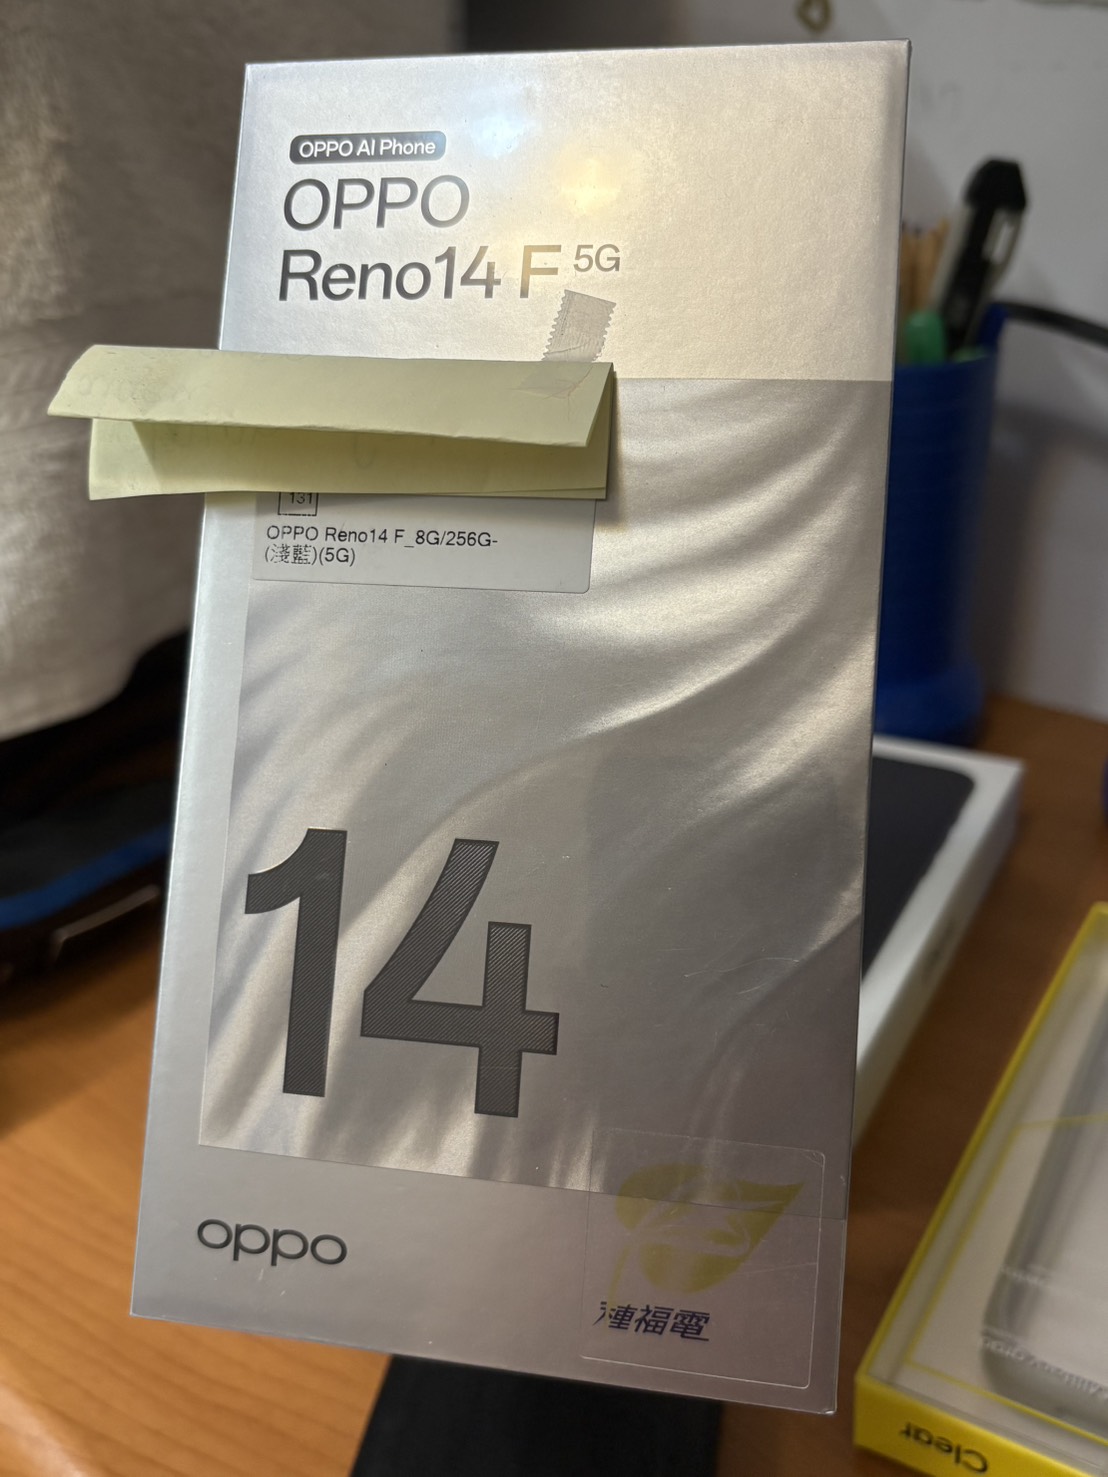 OPPO AI Phone
OPPO
Reno14 F 5G
131
OPPO Reno14 F_8G/256G-
(淺藍)(5G)
14
oppo
種福電
Clear